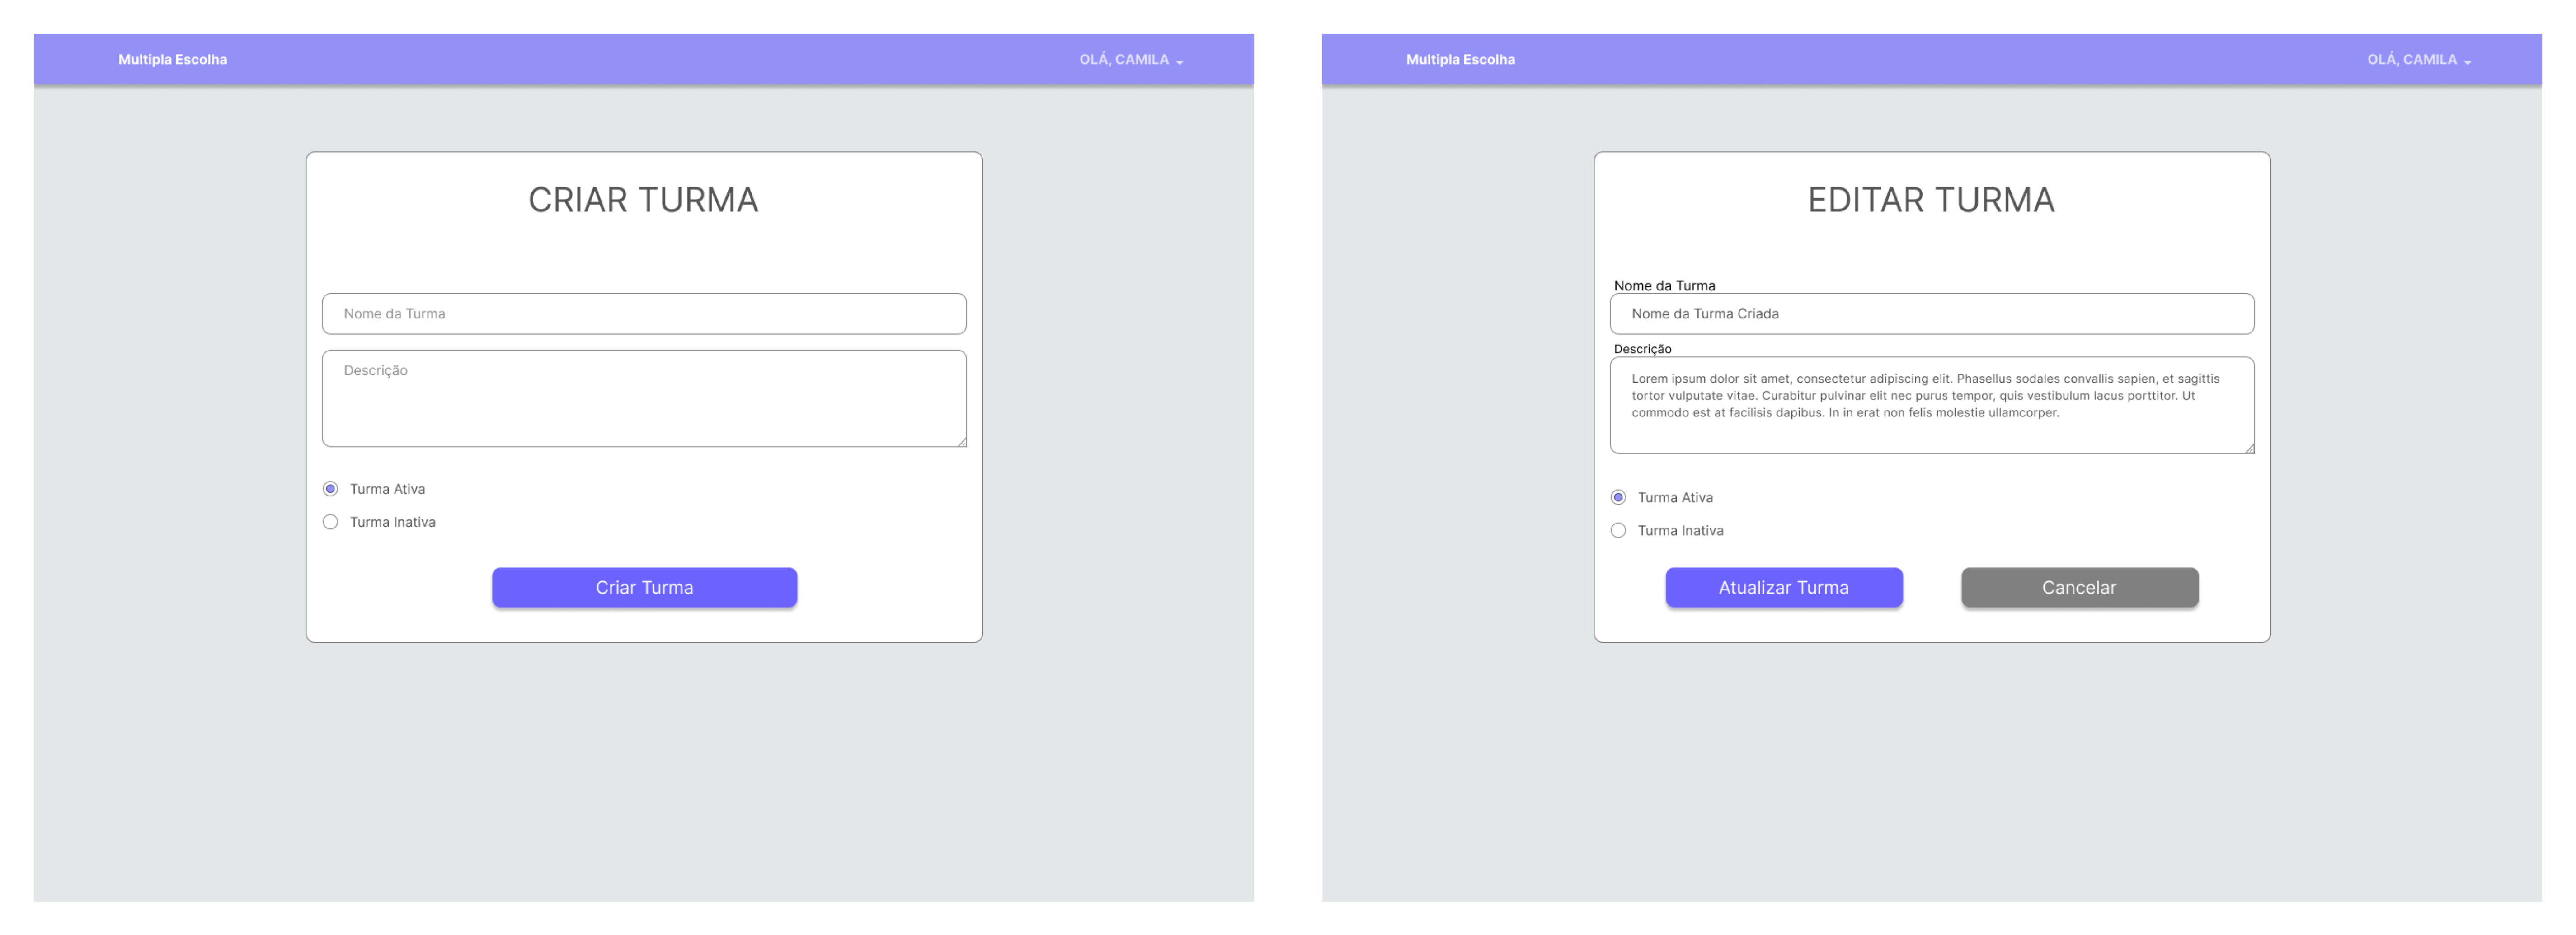 Multipla Escolha
OLÁ, CAMILA
CRIAR TURMA
Nome da Turma
Descrição
Turma Ativa
Turma Inativa
Criar Turma
Multipla Escolha
OLÁ, CAMILA
EDITAR TURMA
Nome da Turma
Nome da Turma Criada
Descrição
Lorem ipsum dolor sit amet, consectetur adipiscing elit. Phasellus sodales convallis sapien, et sagittis
tortor vulputate vitae. Curabitur pulvinar elit nec purus tempor, quis vestibulum lacus porttitor. Ut
commodo est at facilisis dapibus. In in erat non felis molestie ullamcorper.
Turma Ativa
Turma Inativa
Atualizar Turma
Cancelar